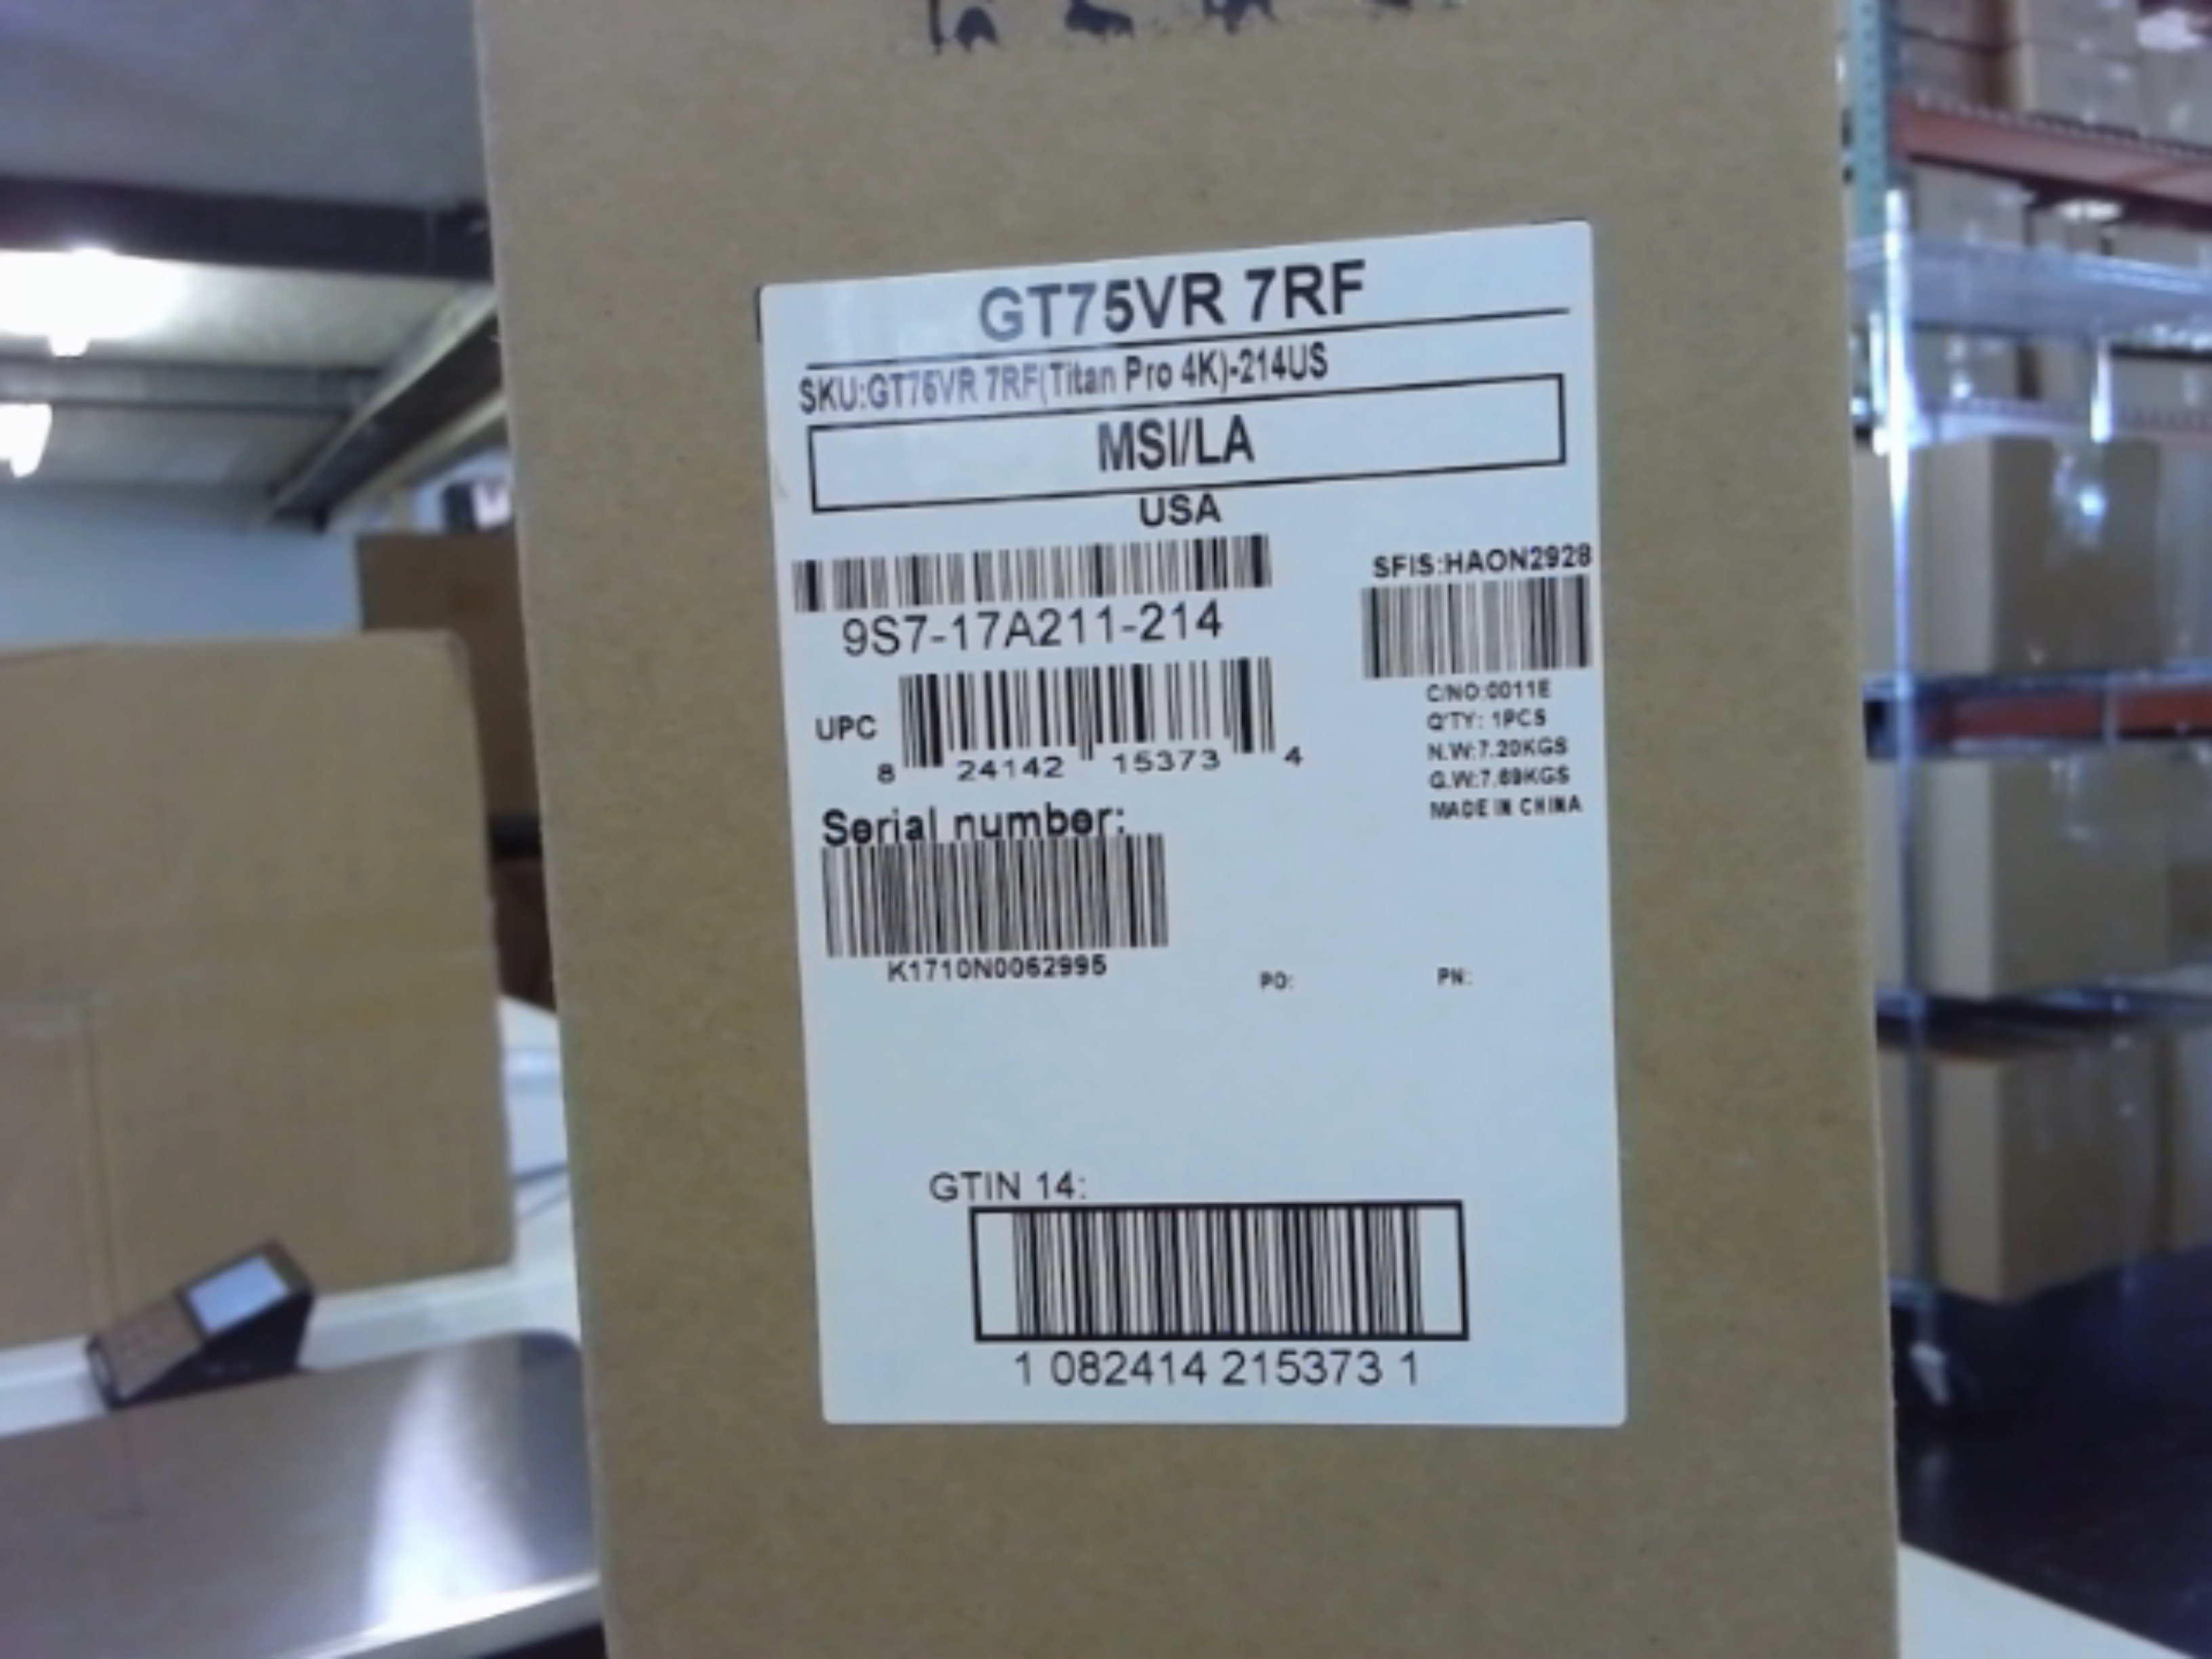 GT75VR 7RF
SKU:GT75VR 7RF(Titan Pro 4K)-214US
MSI/LA
USA
SFIS:HAON2928
9S7-17A211-214
C/NO:0011E
Q'TY: 1PCS
UPC
N.W:7.20KGS
8 24142 15373 4
G.W:7.69KGS
MADE IN CHINA
Serial number:
K1710N0062995
PO:
PN:
GTIN 14:
1 082414 215373 1